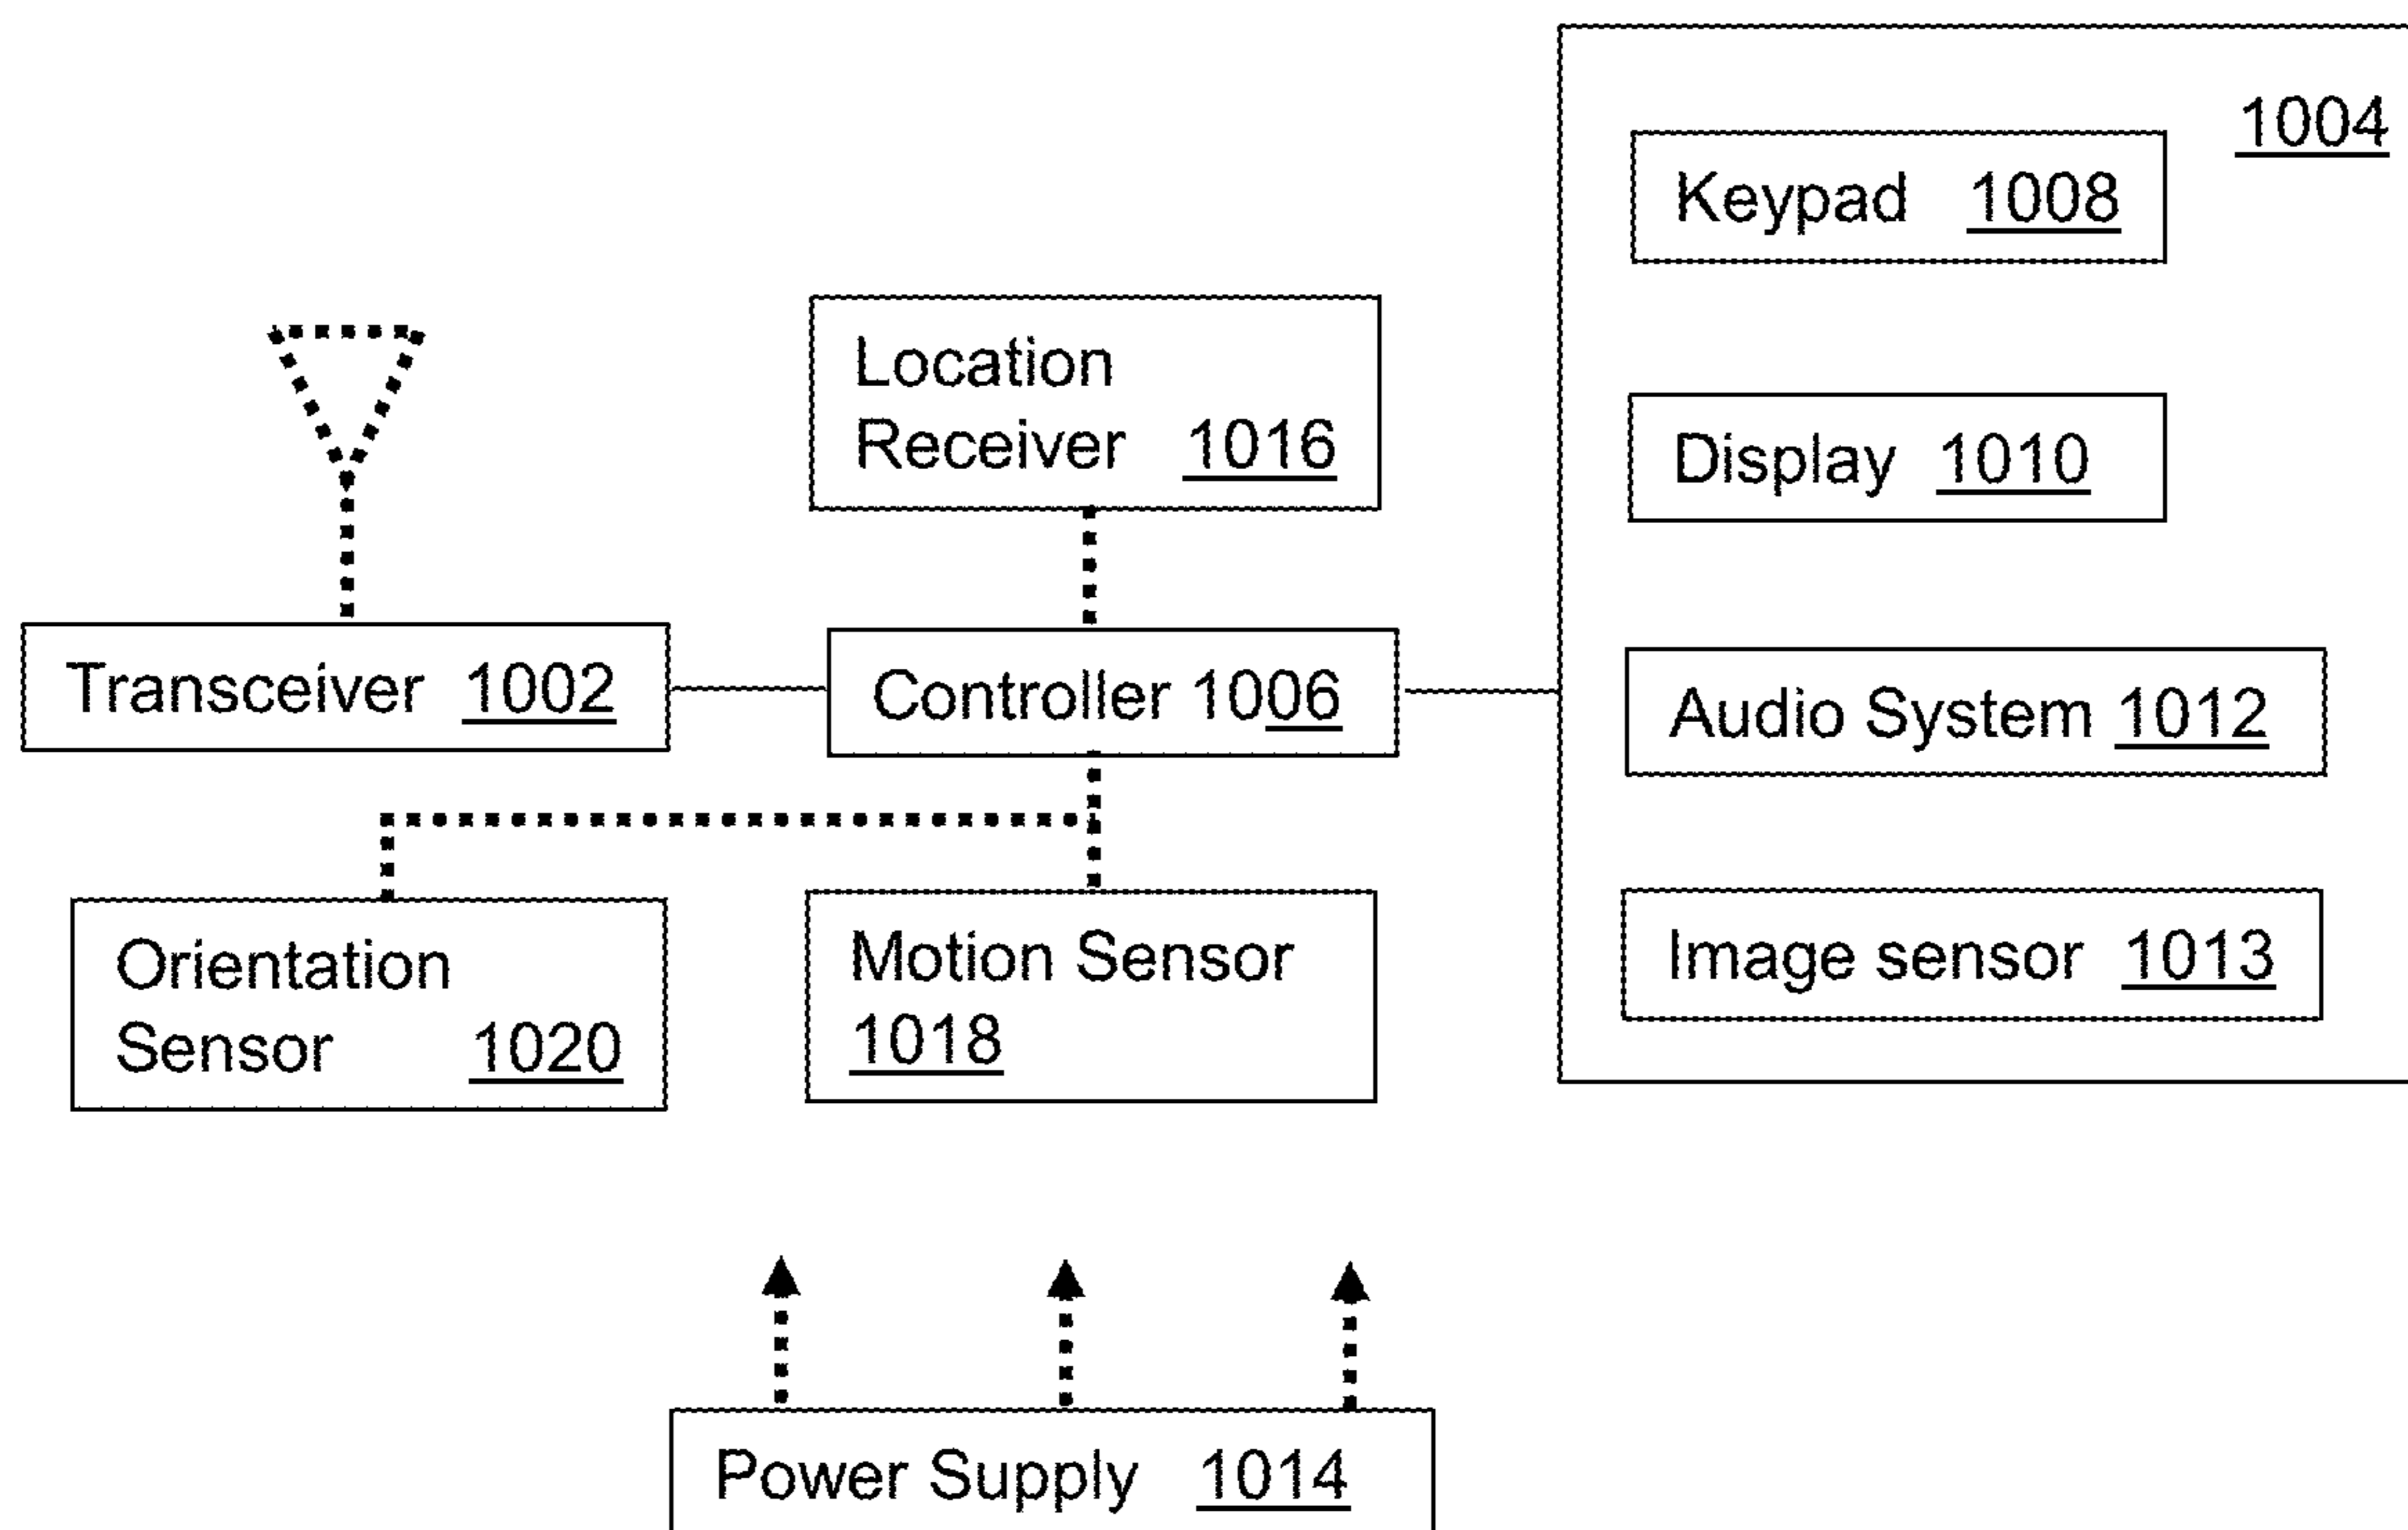 1004
Keypad 1008
Location
Receiver 1016
Display 1010
Transceiver 1002
Controller 1006
Audio System 1012
Orientation
Sensor 1020
Motion Sensor
1018
Image sensor 1013
Power Supply 1014